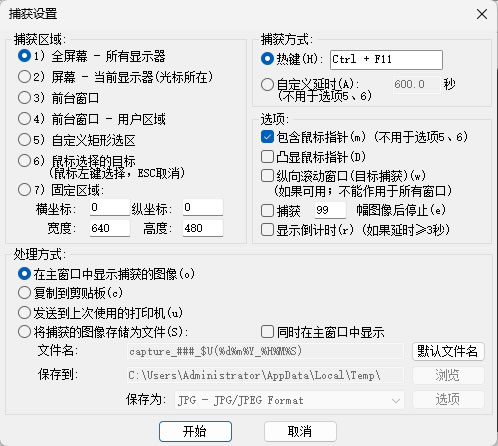 捕获设置
捕获区域:
1) 全屏幕 - 所有显示器
2) 屏幕 - 当前显示器(光标所在)
3) 前台窗口
4) 前台窗口 - 用户区域
5) 自定义矩形选区
6) 鼠标选择的目标
(鼠标左键选择,ESC取消)
7) 固定区域:
横坐标: 0 纵坐标: 0
宽度: 640 高度: 480
捕获方式:
热键(H): Ctrl + F11
自定义延时(A): 600.0 秒
(不用于选项5、6)
选项:
包含鼠标指针(m) (不用于选项5、6)
凸显鼠标指针(D)
纵向滚动窗口(目标捕获)(w)
(如果可用;不能作用于所有窗口)
捕获 99 幅图像后停止(e)
显示倒计时(r) (如果延时≥3秒)
处理方式:
在主窗口中显示捕获的图像(o)
复制到剪贴板(c)
发送到上次使用的打印机(u)
将捕获的图像存储为文件(S): 同时在主窗口中显示
文件名: capture_###_$U(%d%m%Y_%H%M%S) 默认文件名
保存到: C:\Users\Administrator\AppData\Local\Temp\ 浏览
保存为: JPG - JPG/JPEG Format 选项
开始 取消